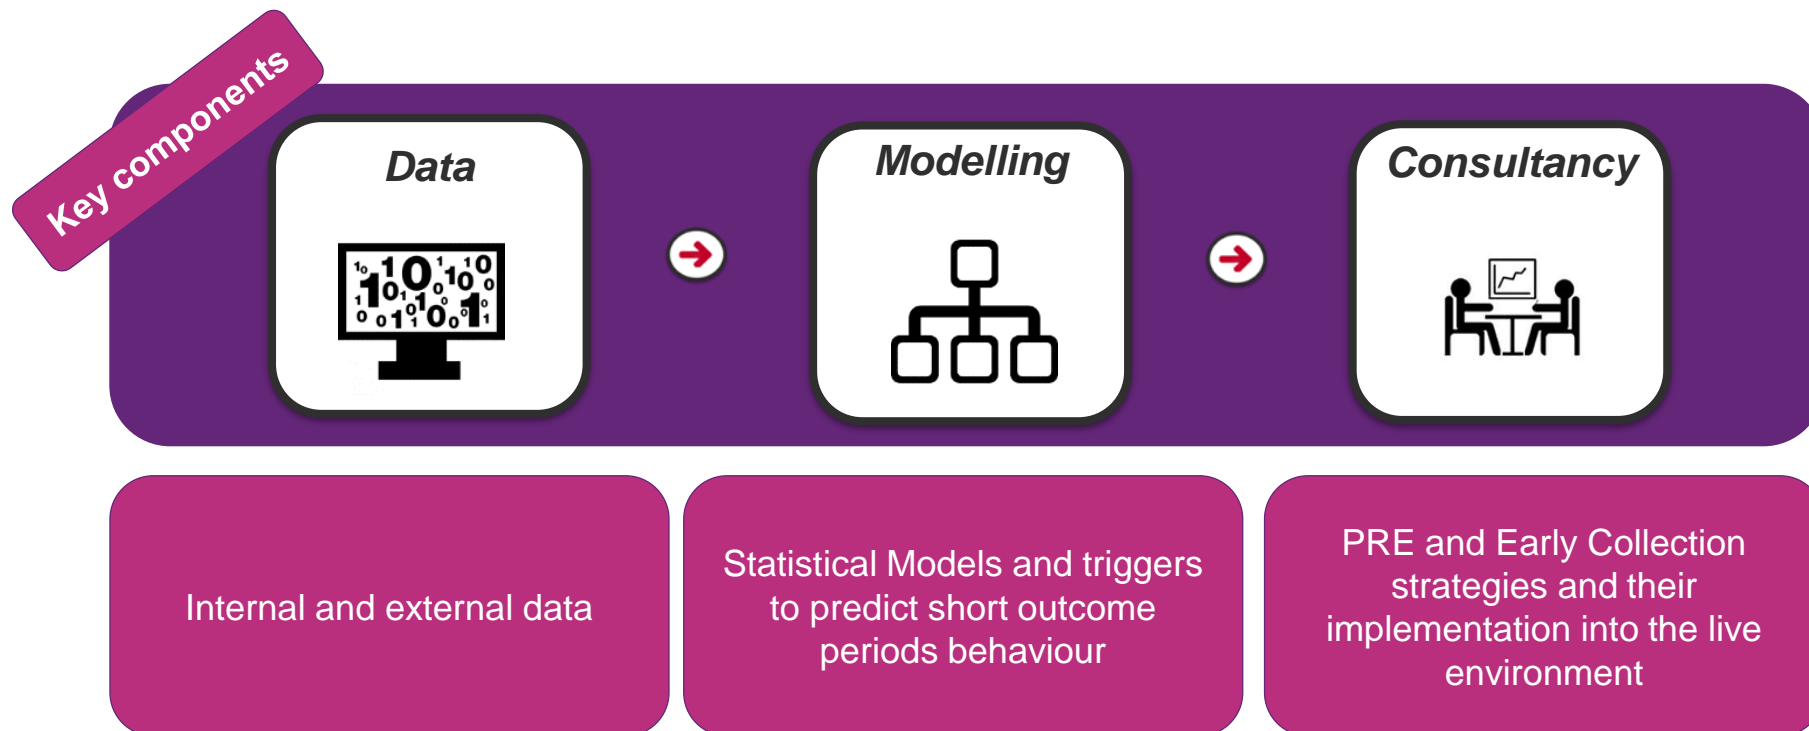 Key components
Data
Modelling
Consultancy
Internal and external data
Statistical Models and triggers
to predict short outcome
periods behaviour
PRE and Early Collection
strategies and their
implementation into the live
environment